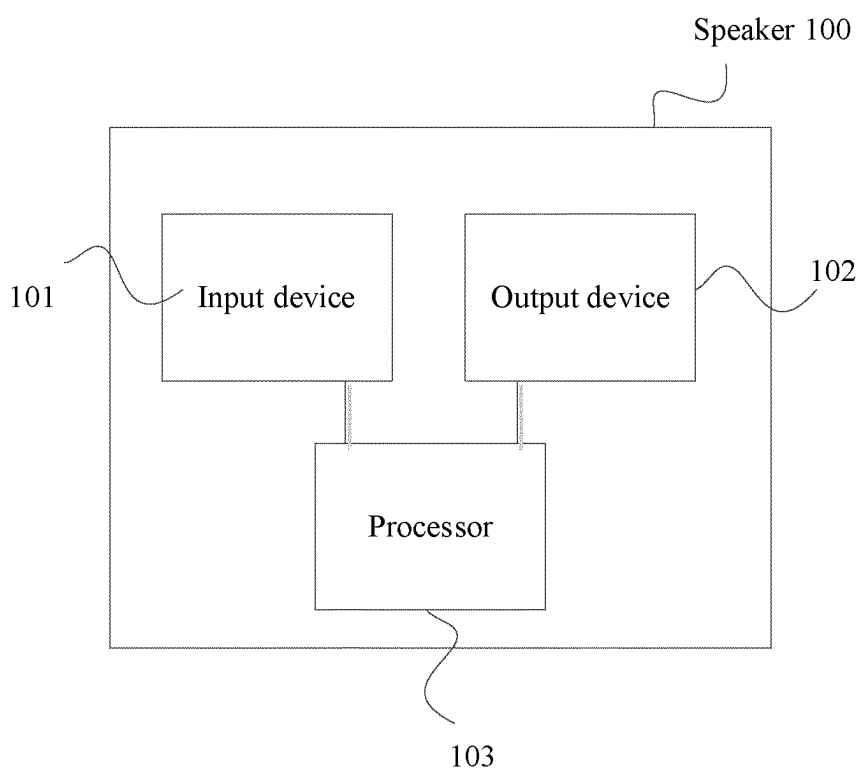 Speaker 100
102
101
Input device
Output device
Processor
103